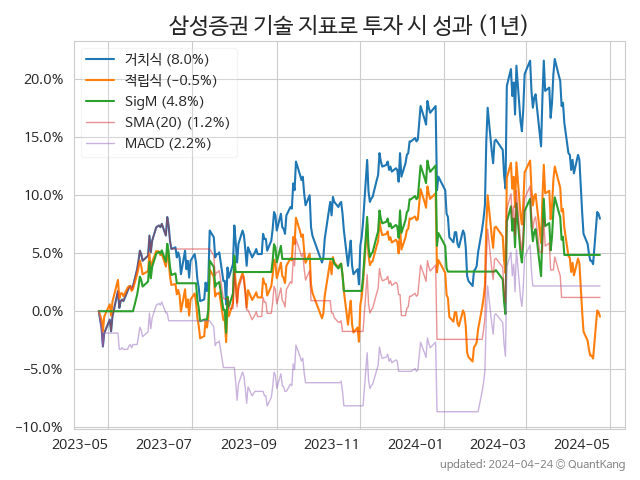 삼성증권 기술 지표로 투자 시 성과 (1년)
거치식 (8.0%)
적립식 (−0.5%)
SigM (4.8%)
SMA(20) (1.2%)
MACD (2.2%)
20.0%
15.0%
10.0%
5.0%
0.0%
−5.0%
−10.0%
2023-05 2023-07 2023-09 2023-11 2024-01 2024-03 2024-05
updated: 2024-04-24 ⓒ QuantKang